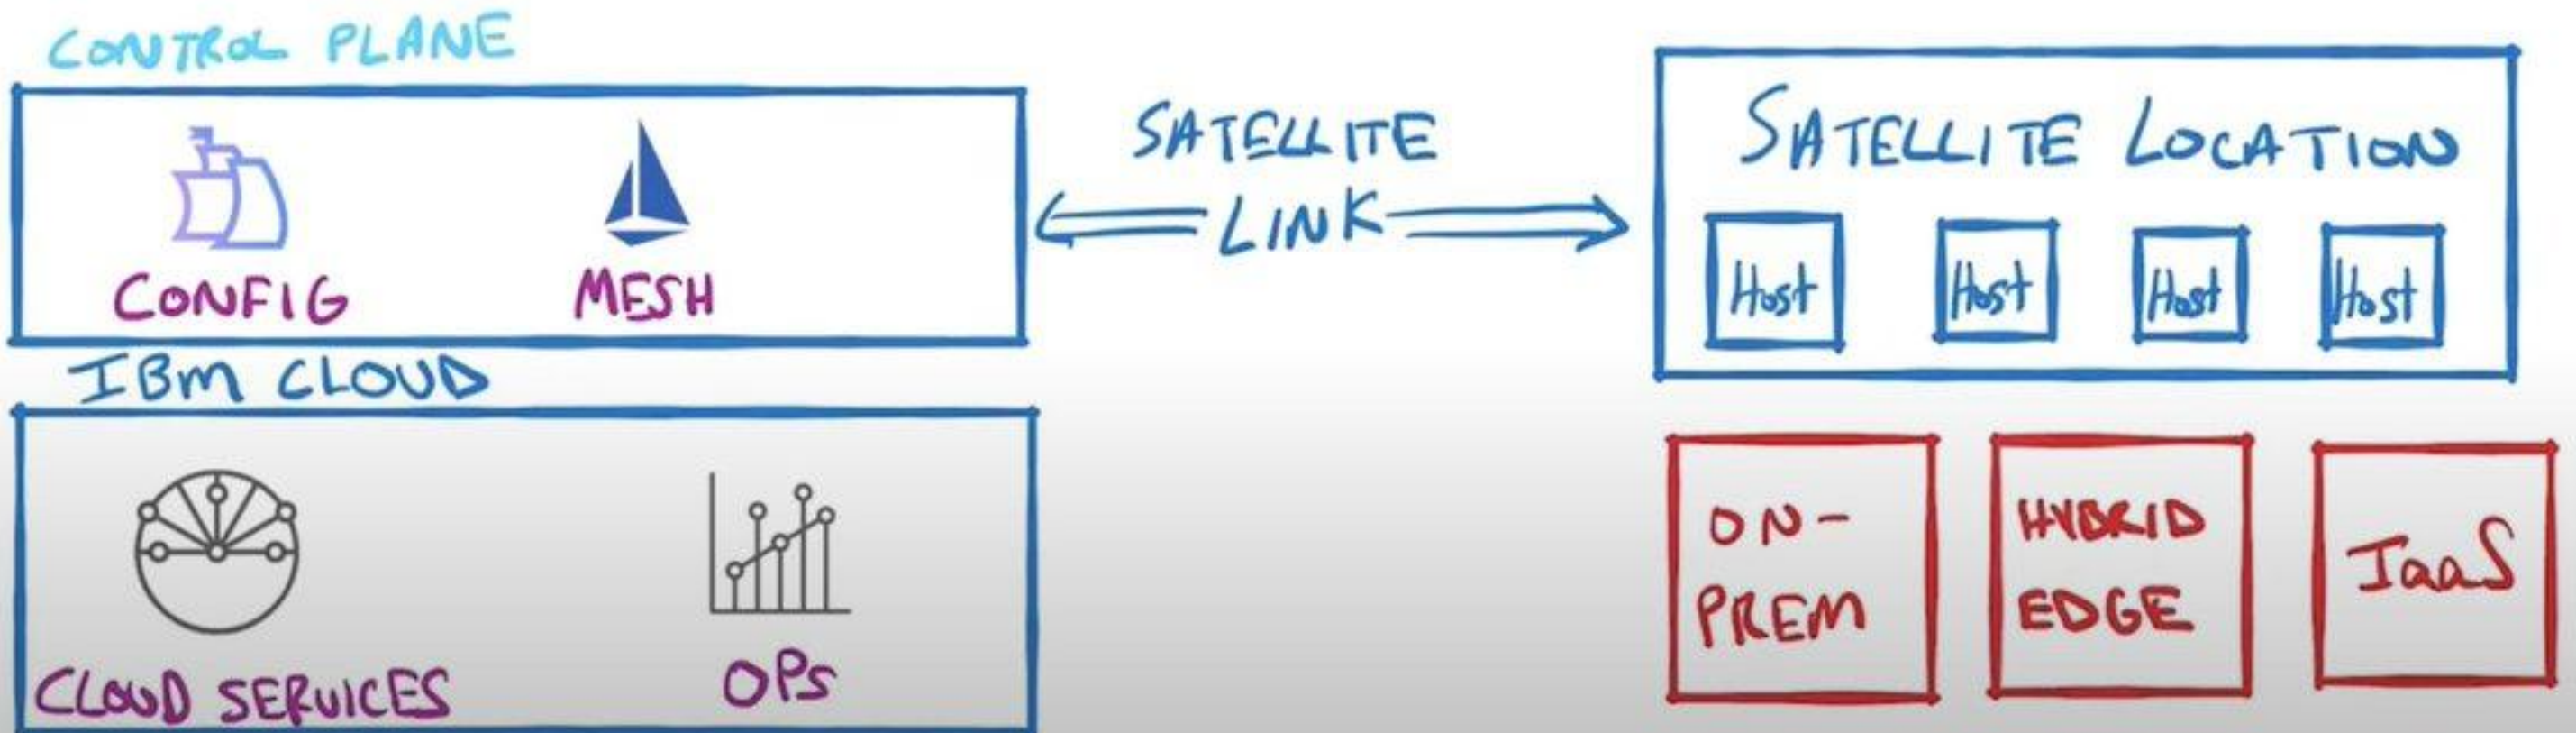 CONTROL PLANE
CONFIG
MESH
IBM CLOUD
CLOUD SERVICES
OPS
SATELLITE
LINK
SATELLITE LOCATION
Host
Host
Host
Host
ON-
PREM
HYBRID
EDGE
IaaS